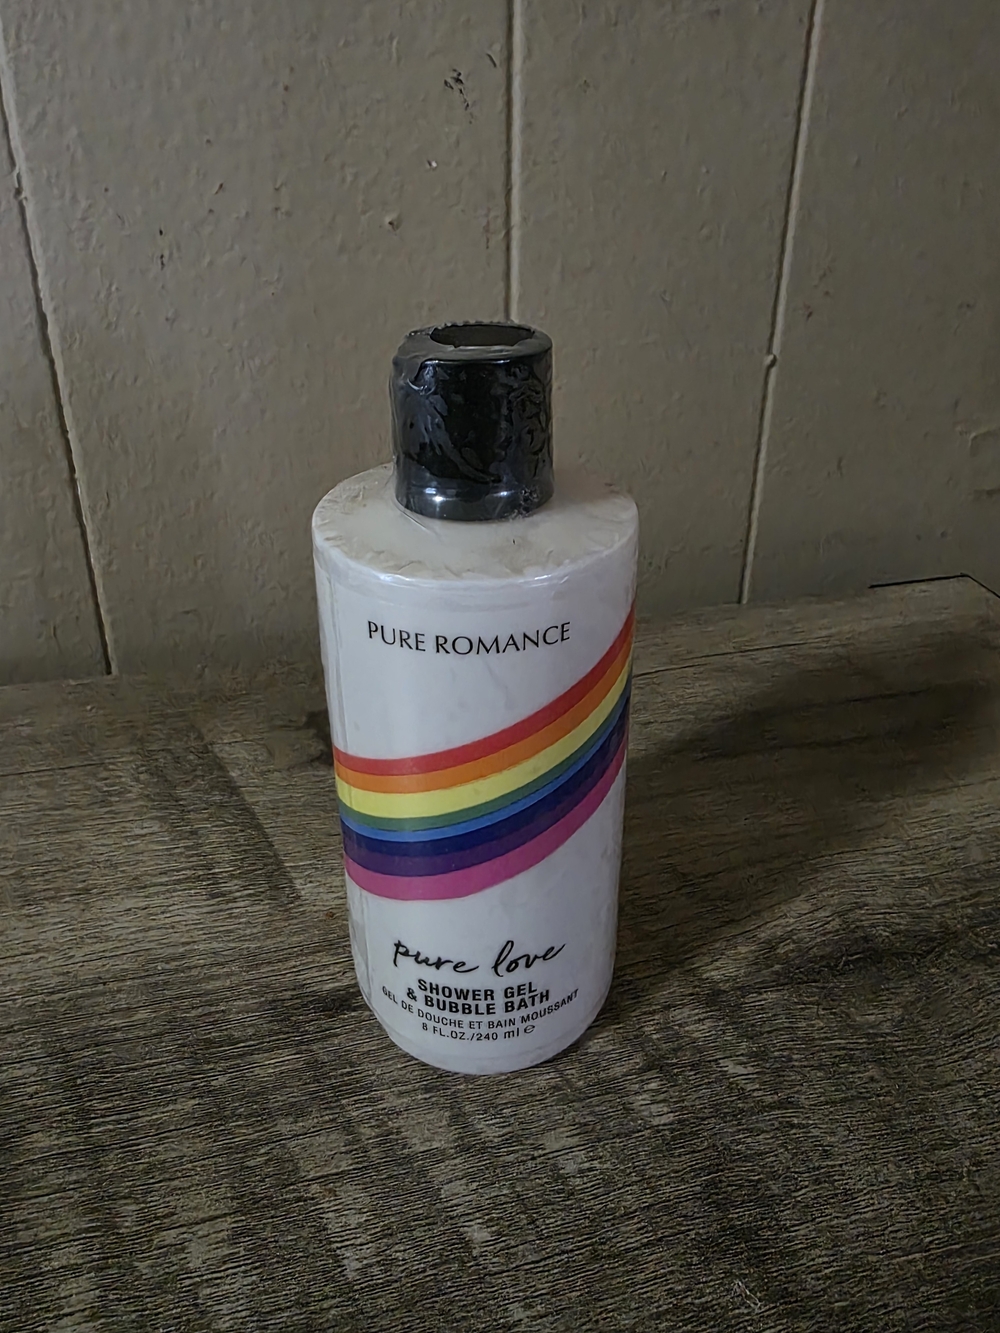 PURE ROMANCE
pure love
SHOWER GEL
& BUBBLE BATH
GEL DE DOUCHE ET BAIN MOUSSANT
8 FL.OZ./240 ml ℮